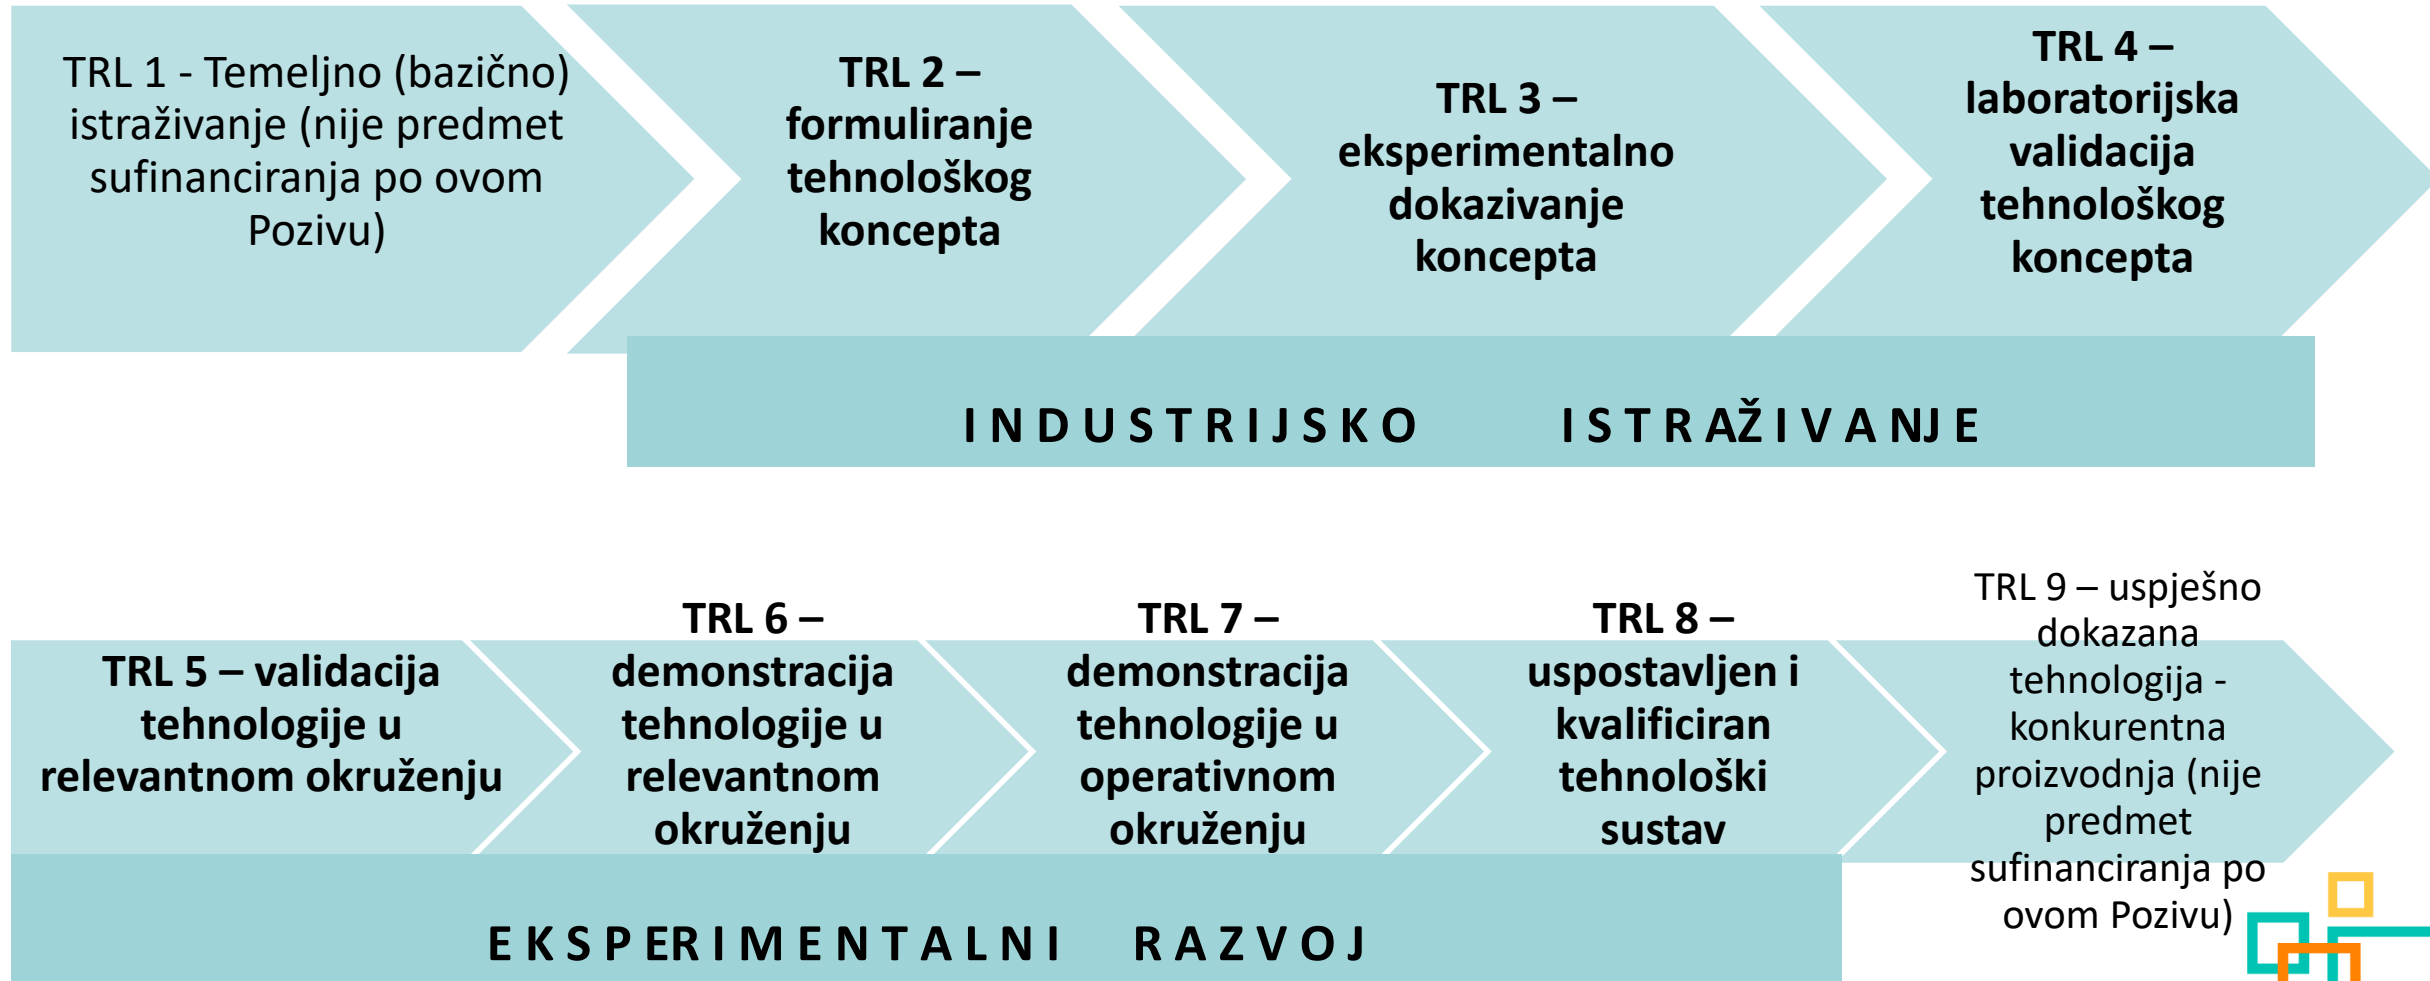 TRL 1 - Temeljno (bazično)
istraživanje (nije predmet
sufinanciranja po ovom
Pozivu)
TRL 2 –
formuliranje
tehnološkog
koncepta
TRL 3 –
eksperimentalno
dokazivanje
koncepta
TRL 4 –
laboratorijska
validacija
tehnološkog
koncepta
INDUSTRIJSKO ISTRAŽIVANJE
TRL 5 – validacija
tehnologije u
relevantnom okruženju
TRL 6 –
demonstracija
tehnologije u
relevantnom
okruženju
TRL 7 –
demonstracija
tehnologije u
operativnom
okruženju
TRL 8 –
uspostavljen i
kvalificiran
tehnološki
sustav
TRL 9 – uspješno
dokazana
tehnologija -
konkurentna
proizvodnja (nije
predmet
sufinanciranja po
ovom Pozivu)
EKSPERIMENTALNI RAZVOJ